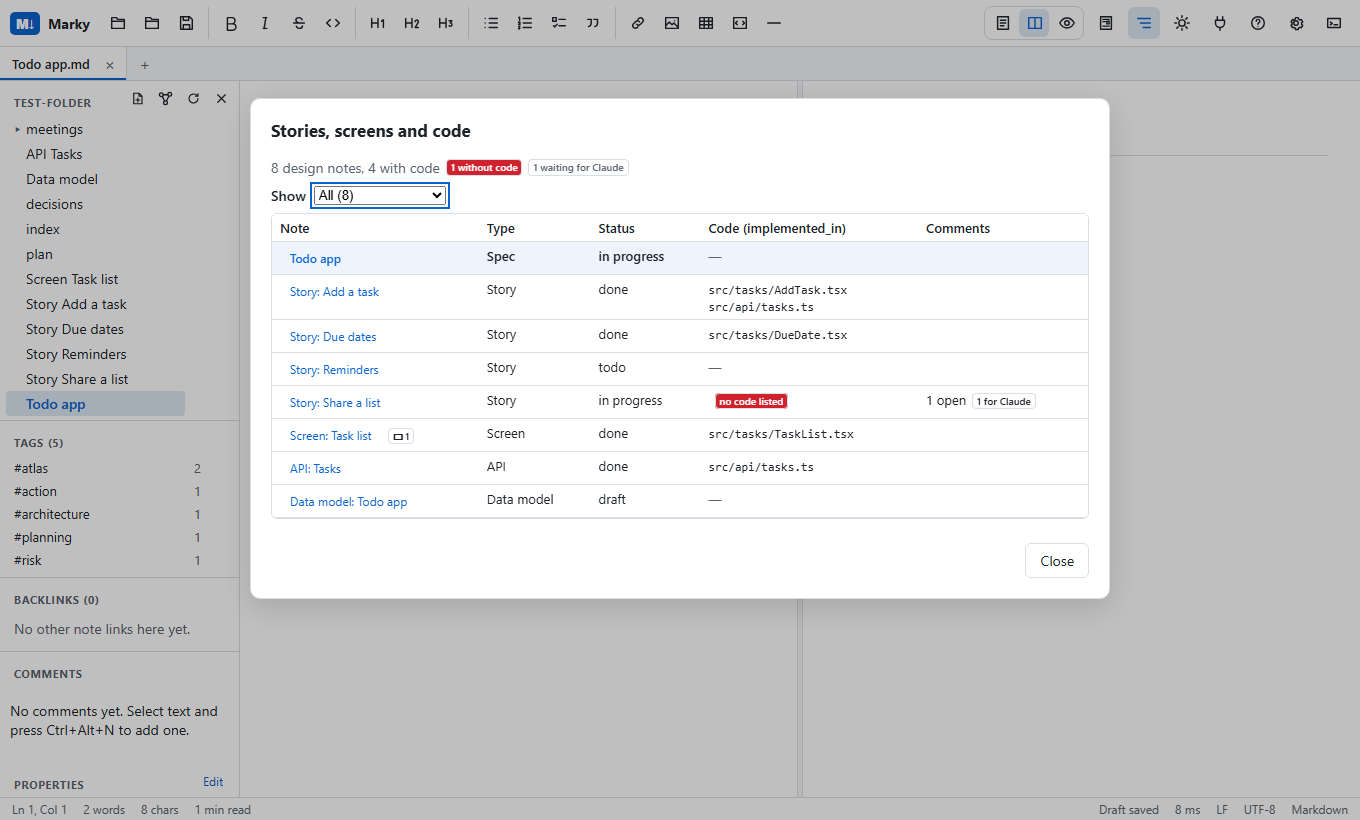 M↓ Marky B I S <> H1 H2 H3
Todo app.md × +
TEST-FOLDER
meetings
API Tasks
Data model
decisions
index
plan
Screen Task list
Story Add a task
Story Due dates
Story Reminders
Story Share a list
Todo app
TAGS (5)
#atlas 2
#action 1
#architecture 1
#planning 1
#risk 1
BACKLINKS (0)
No other note links here yet.
COMMENTS
No comments yet. Select text and
press Ctrl+Alt+N to add one.
PROPERTIES Edit
Stories, screens and code
8 design notes, 4 with code 1 without code 1 waiting for Claude
Show All (8)
Note Type Status Code (implemented_in) Comments
Todo app Spec in progress —
Story: Add a task Story done src/tasks/AddTask.tsx
src/api/tasks.ts
Story: Due dates Story done src/tasks/DueDate.tsx
Story: Reminders Story todo —
Story: Share a list Story in progress no code listed 1 open 1 for Claude
Screen: Task list 1 Screen done src/tasks/TaskList.tsx
API: Tasks API done src/api/tasks.ts
Data model: Todo app Data model draft —
Close
Ln 1, Col 1 2 words 8 chars 1 min read Draft saved 8 ms LF UTF-8 Markdown